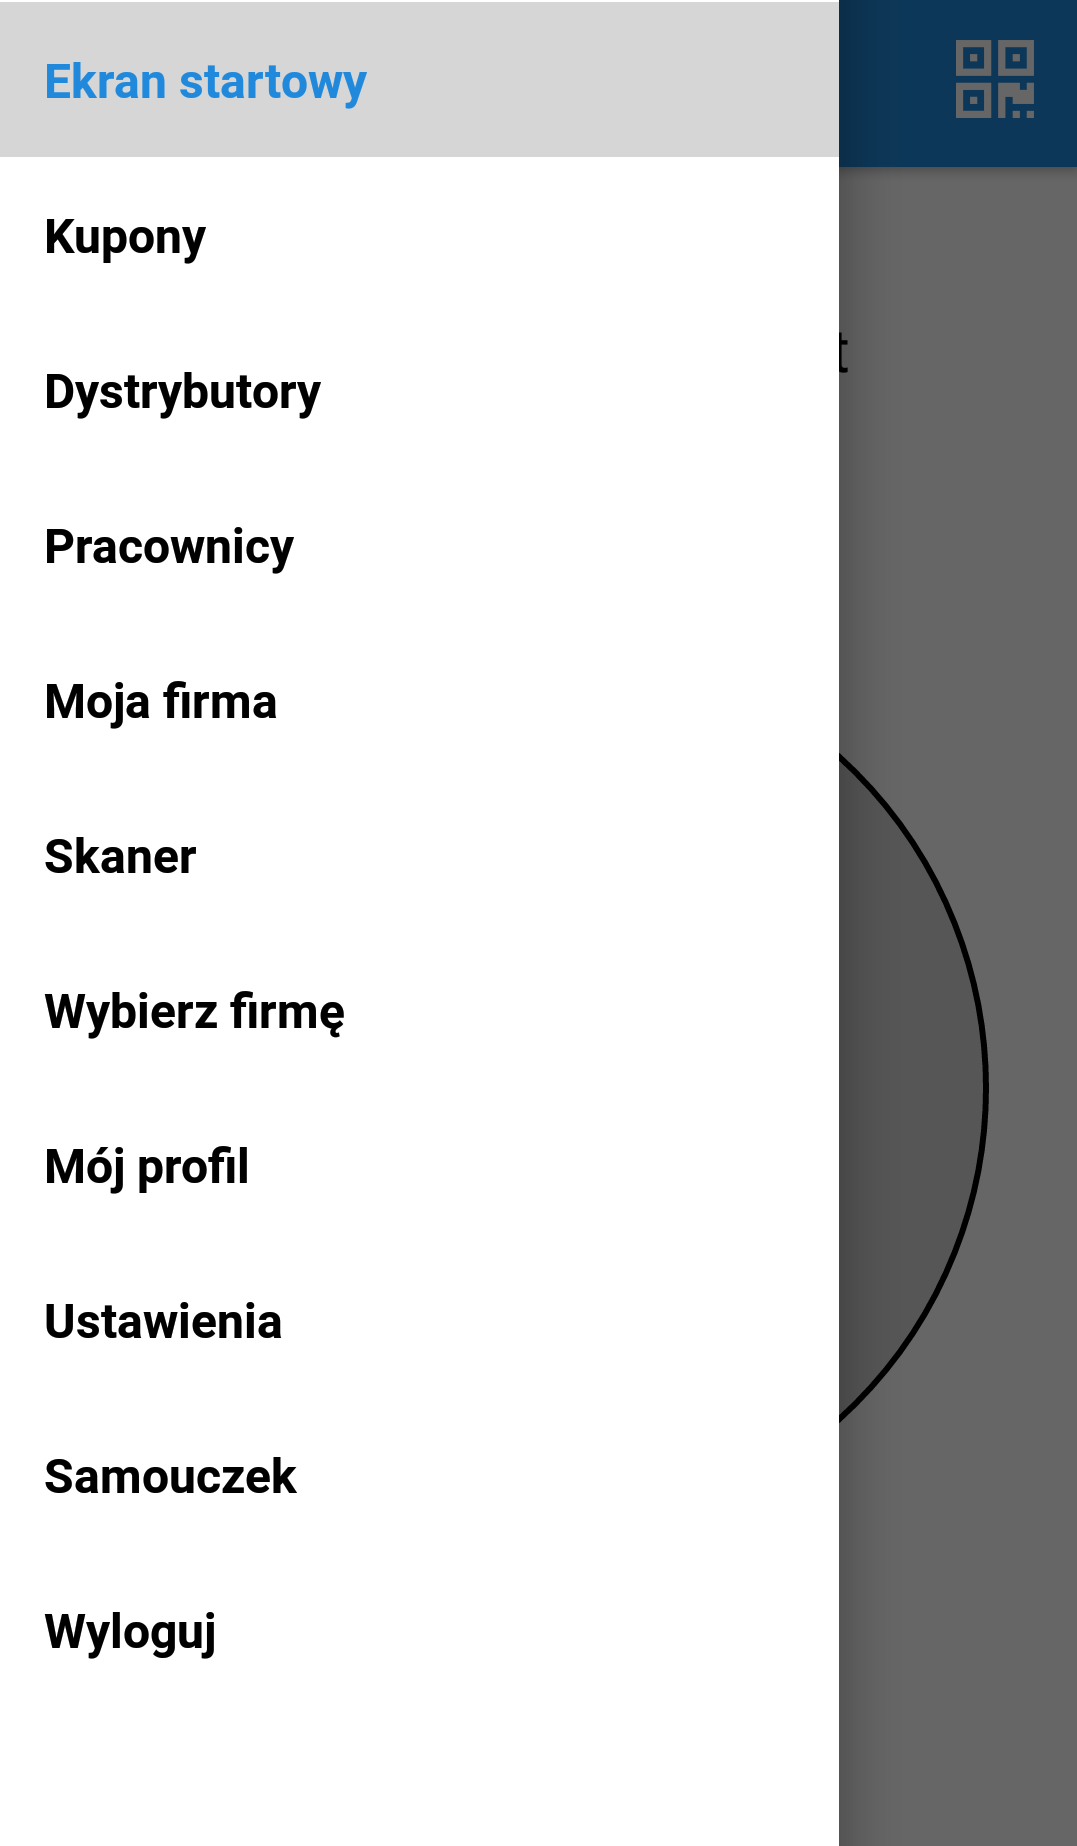 Ekran startowy
Kupony
Dystrybutory
Pracownicy
Moja firma
Skaner
Wybierz firmę
Mój profil
Ustawienia
Samouczek
Wyloguj